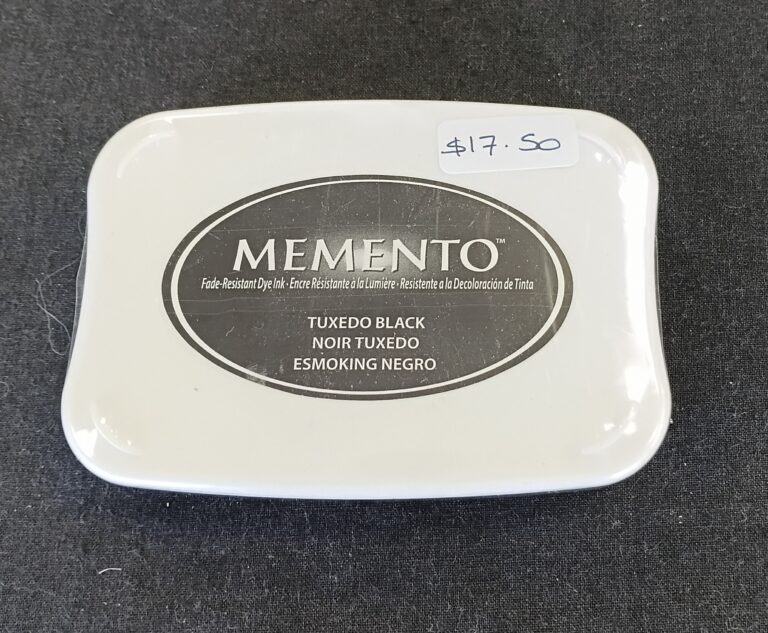 $17.50
MEMENTO™
Fade-Resistant Dye Ink · Encre Résistante à la Lumière · Resistente a la Decoloración de Tinta
TUXEDO BLACK
NOIR TUXEDO
ESMOKING NEGRO